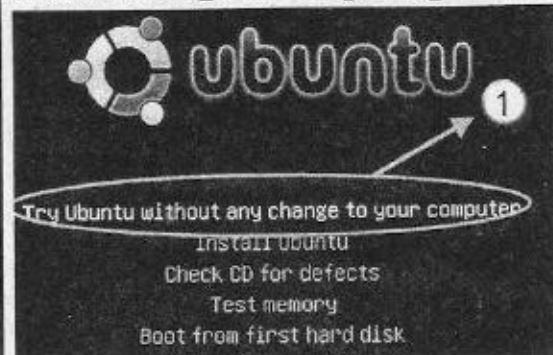 ubuntu
1
Try Ubuntu without any change to your computer
Install Ubuntu
Check CD for defects
Test memory
Boot from first hard disk